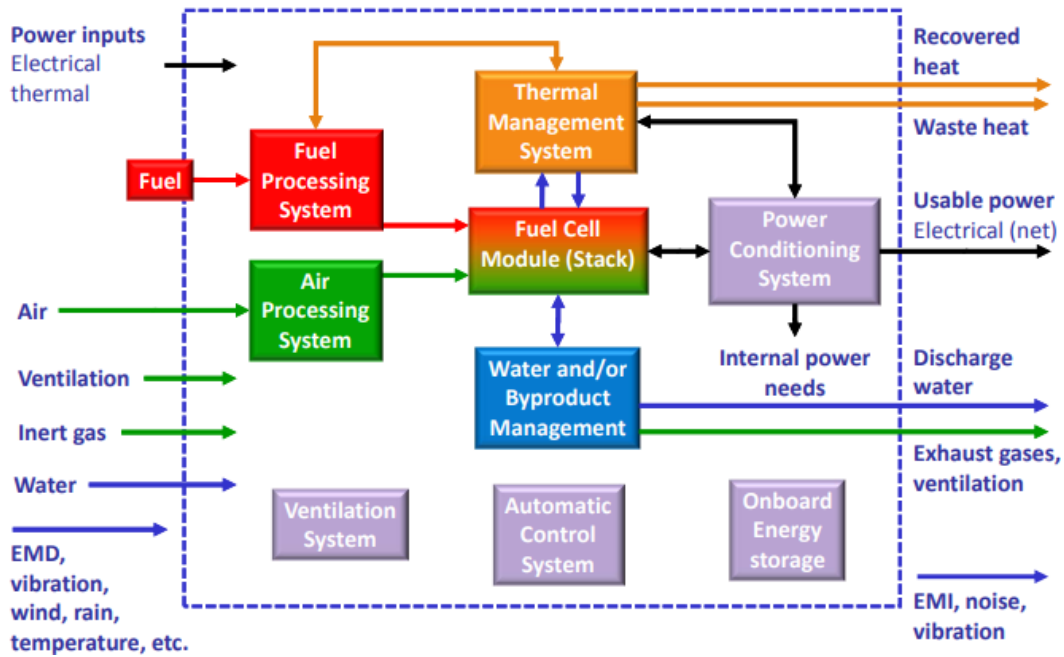 Power inputs
Electrical
thermal
Recovered
heat
Waste heat
Thermal
Management
System
Fuel
Fuel
Processing
System
Fuel Cell
Module (Stack)
Power
Conditioning
System
Usable power
Electrical (net)
Air
Air
Processing
System
Ventilation
Inert gas
Water
Water and/or
Byproduct
Management
Internal power
needs
Discharge
water
Exhaust gases,
ventilation
Ventilation
System
Automatic
Control
System
Onboard
Energy
storage
EMD,
vibration,
wind, rain,
temperature, etc.
EMI, noise,
vibration